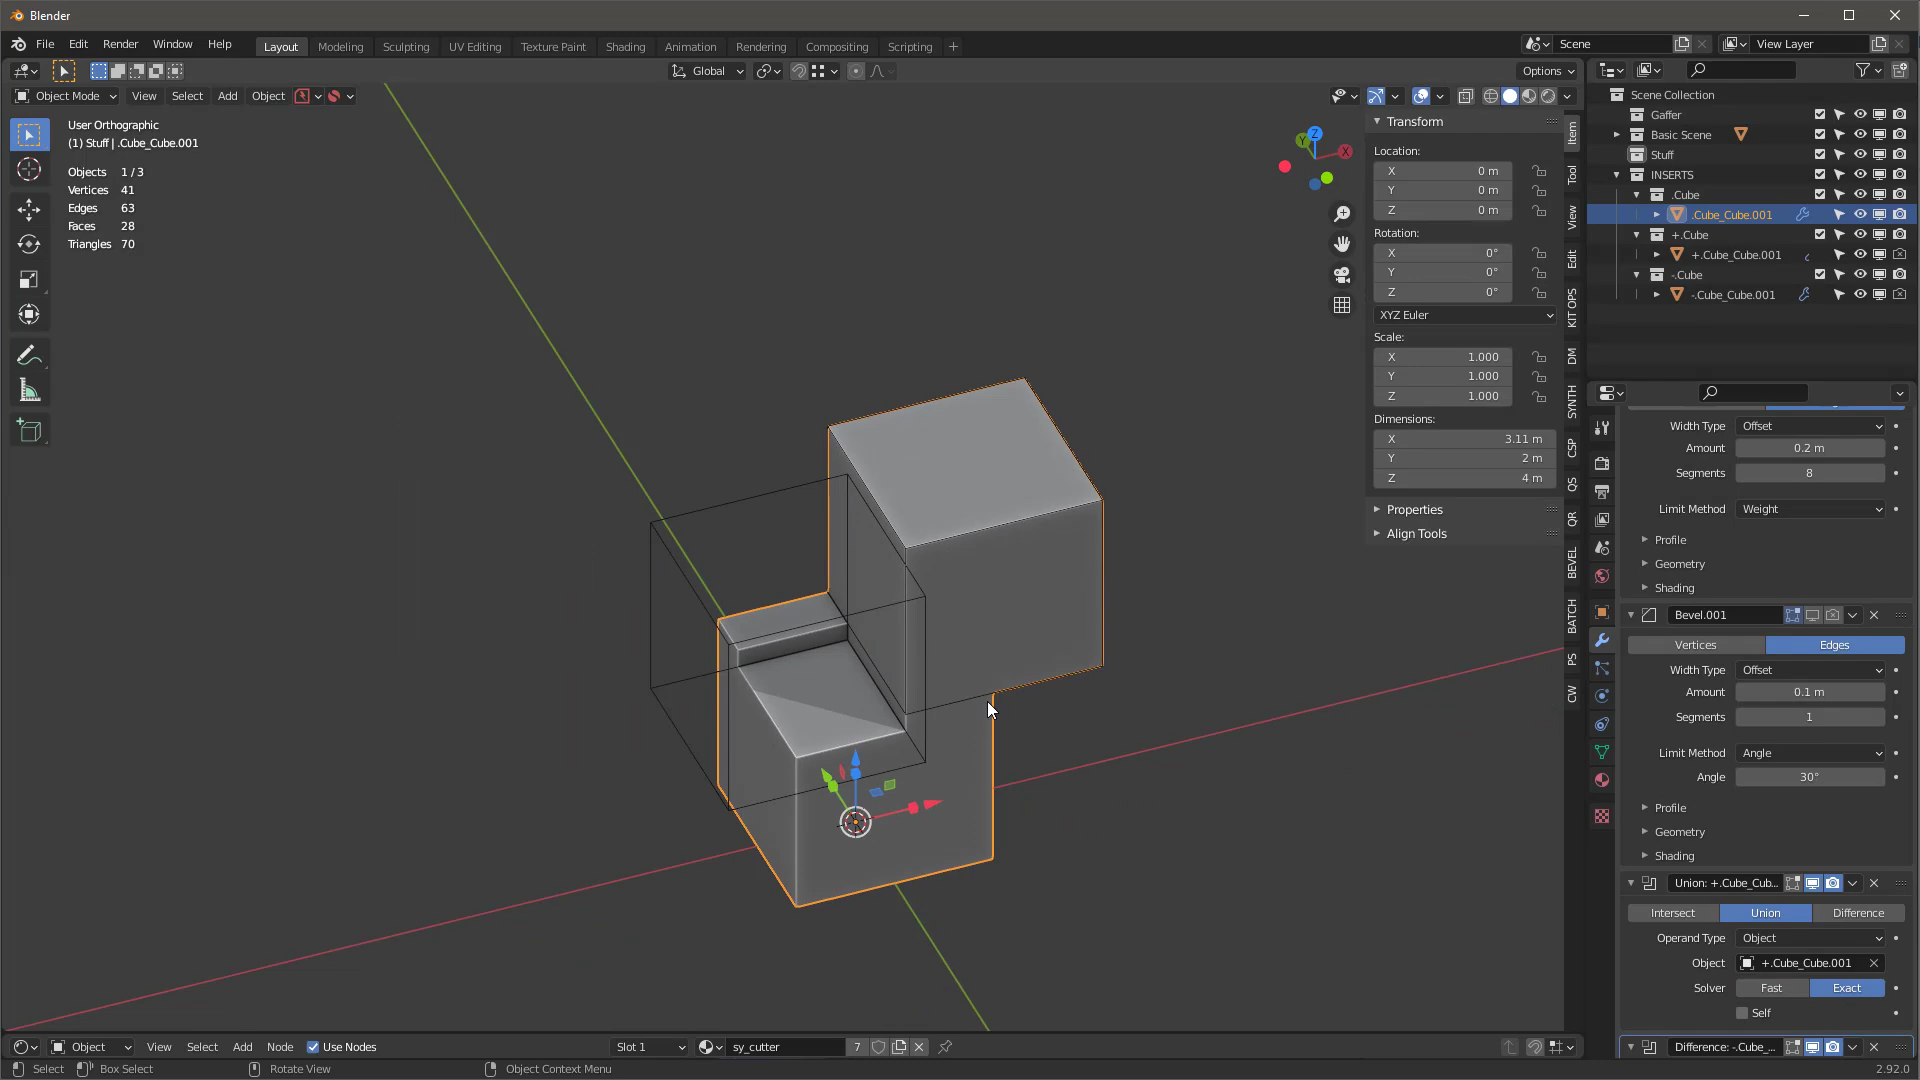 Blender
File Edit Render Window Help
Layout Modeling Sculpting UV Editing Texture Paint Shading Animation Rendering Compositing Scripting +
Scene
View Layer
Global
Options
Object Mode View Select Add Object
User Orthographic
(1) Stuff | .Cube_Cube.001
Objects 1 / 3
Vertices 41
Edges 63
Faces 28
Triangles 70
Z
Y
X
Transform
Location:
X 0 m
Y 0 m
Z 0 m
Rotation:
X 0°
Y 0°
Z 0°
XYZ Euler
Scale:
X 1.000
Y 1.000
Z 1.000
Dimensions:
X 3.11 m
Y 2 m
Z 4 m
Properties
Align Tools
Item
Tool
View
Edit
KIT OPS
DM
SYNTH
CSP
QS
QR
BEVEL
BATCH
PS
CW
Scene Collection
Gaffer
Basic Scene
Stuff
INSERTS
.Cube
.Cube_Cube.001
+.Cube
+.Cube_Cube.001
-.Cube
-.Cube_Cube.001
Width Type Offset
Amount 0.2 m
Segments 8
Limit Method Weight
Profile
Geometry
Shading
Bevel.001
Vertices Edges
Width Type Offset
Amount 0.1 m
Segments 1
Limit Method Angle
Angle 30°
Profile
Geometry
Shading
Union: +.Cube_Cub...
Intersect Union Difference
Operand Type Object
Object +.Cube_Cube.001
Solver Fast Exact
Self
Difference: -.Cube_...
Object View Select Add Node Use Nodes
Slot 1
sy_cutter 7
Select Box Select Rotate View Object Context Menu
2.92.0